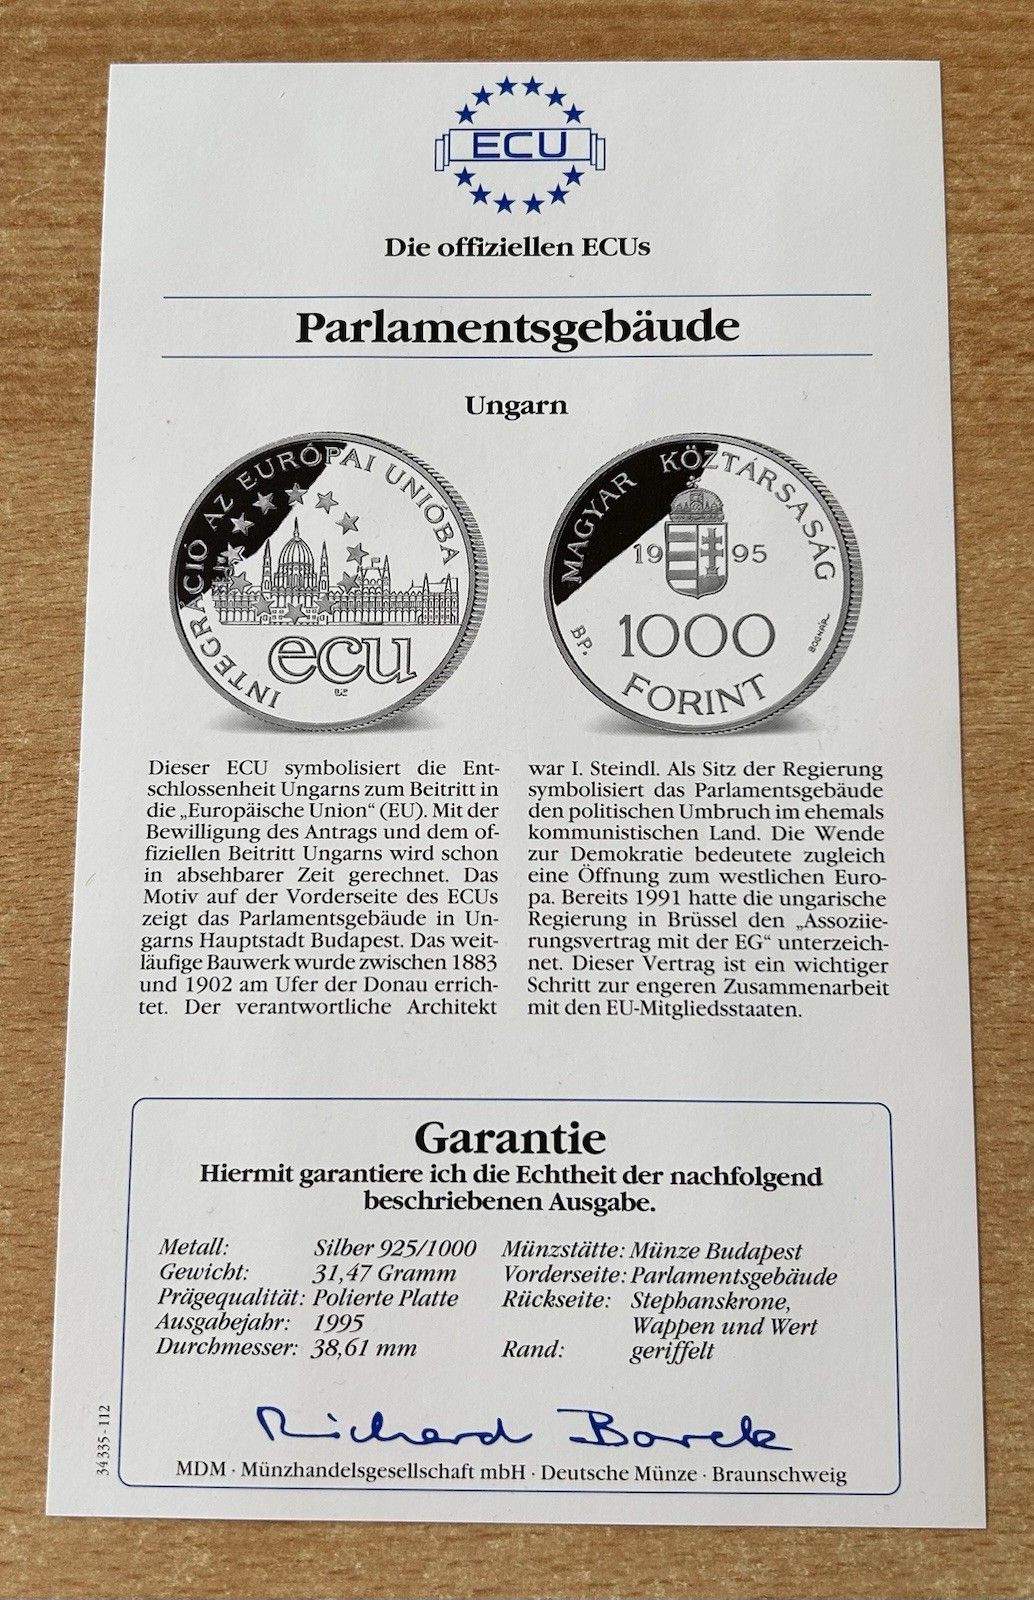 ECU
Die offiziellen ECUs
Parlamentsgebäude
Ungarn
INTEGRÁCIÓ AZ EURÓPAI UNIÓBA
ecu
MAGYAR KÖZTÁRSASÁG
1995
BP.
BOGNÁR
1000
FORINT
Dieser ECU symbolisiert die Ent-
schlossenheit Ungarns zum Beitritt in
die „Europäische Union“ (EU). Mit der
Bewilligung des Antrags und dem of-
fiziellen Beitritt Ungarns wird schon
in absehbarer Zeit gerechnet. Das
Motiv auf der Vorderseite des ECUs
zeigt das Parlamentsgebäude in Un-
garns Hauptstadt Budapest. Das weit-
läufige Bauwerk wurde zwischen 1883
und 1902 am Ufer der Donau errich-
tet. Der verantwortliche Architekt
war I. Steindl. Als Sitz der Regierung
symbolisiert das Parlamentsgebäude
den politischen Umbruch im ehemals
kommunistischen Land. Die Wende
zur Demokratie bedeutete zugleich
eine Öffnung zum westlichen Euro-
pa. Bereits 1991 hatte die ungarische
Regierung in Brüssel den „Assoziie-
rungsvertrag mit der EG“ unterzeich-
net. Dieser Vertrag ist ein wichtiger
Schritt zur engeren Zusammenarbeit
mit den EU-Mitgliedsstaaten.
Garantie
Hiermit garantiere ich die Echtheit der nachfolgend
beschriebenen Ausgabe.
Metall: Silber 925/1000
Gewicht: 31,47 Gramm
Prägequalität: Polierte Platte
Ausgabejahr: 1995
Durchmesser: 38,61 mm
Münzstätte: Münze Budapest
Vorderseite: Parlamentsgebäude
Rückseite: Stephanskrone,
Wappen und Wert
Rand: geriffelt
Richard Borek
MDM · Münzhandelsgesellschaft mbH · Deutsche Münze · Braunschweig
34 335 - 112